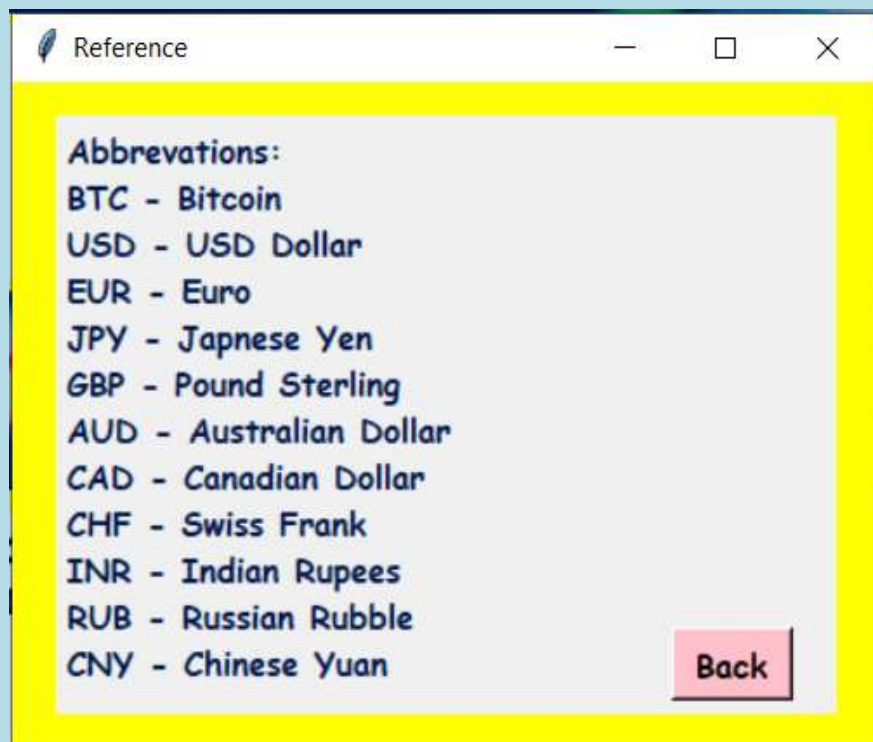 Reference
Abbrevations:
BTC - Bitcoin
USD - USD Dollar
EUR - Euro
JPY - Japnese Yen
GBP - Pound Sterling
AUD - Australian Dollar
CAD - Canadian Dollar
CHF - Swiss Frank
INR - Indian Rupees
RUB - Russian Rubble
CNY - Chinese Yuan
Back